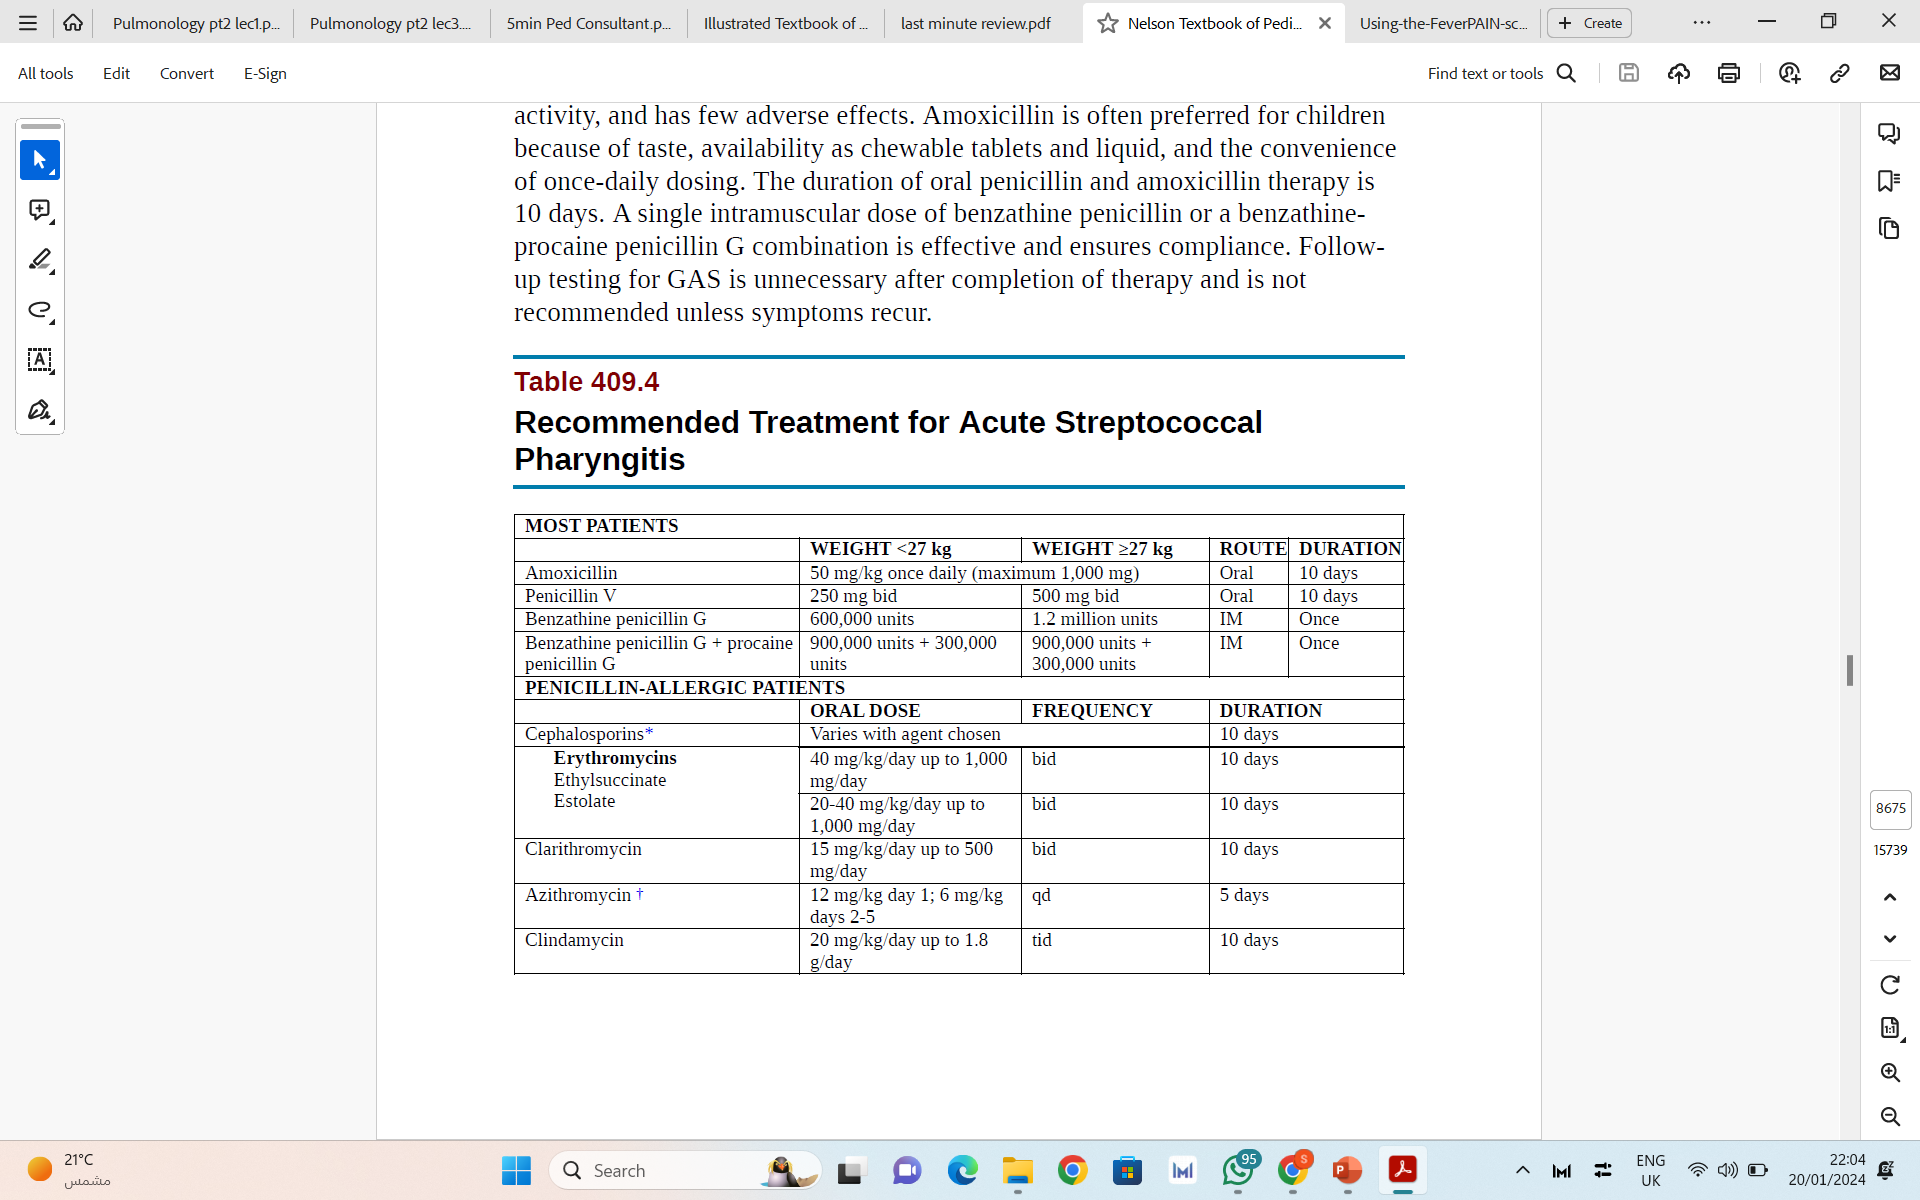 Pulmonology pt2 lec1.p...
Pulmonology pt2 lec3....
5min Ped Consultant.p...
Illustrated Textbook of ...
last minute review.pdf
Nelson Textbook of Pedi...
Using-the-FeverPAIN-sc...
Create
All tools
Edit
Convert
E-Sign
Find text or tools
activity, and has few adverse effects. Amoxicillin is often preferred for children
because of taste, availability as chewable tablets and liquid, and the convenience
of once-daily dosing. The duration of oral penicillin and amoxicillin therapy is
10 days. A single intramuscular dose of benzathine penicillin or a benzathine-
procaine penicillin G combination is effective and ensures compliance. Follow-
up testing for GAS is unnecessary after completion of therapy and is not
recommended unless symptoms recur.
Table 409.4
Recommended Treatment for Acute Streptococcal
Pharyngitis
MOST PATIENTS
WEIGHT <27 kg WEIGHT ≥27 kg ROUTE DURATION
Amoxicillin 50 mg/kg once daily (maximum 1,000 mg) Oral 10 days
Penicillin V 250 mg bid 500 mg bid Oral 10 days
Benzathine penicillin G 600,000 units 1.2 million units IM Once
Benzathine penicillin G + procaine 900,000 units + 300,000 900,000 units + IM Once
penicillin G units 300,000 units
PENICILLIN-ALLERGIC PATIENTS
ORAL DOSE FREQUENCY DURATION
Cephalosporins* Varies with agent chosen 10 days
Erythromycins 40 mg/kg/day up to 1,000 bid 10 days
Ethylsuccinate mg/day
Estolate 20-40 mg/kg/day up to bid 10 days
1,000 mg/day
Clarithromycin 15 mg/kg/day up to 500 bid 10 days
mg/day
Azithromycin † 12 mg/kg day 1; 6 mg/kg qd 5 days
days 2-5
Clindamycin 20 mg/kg/day up to 1.8 tid 10 days
g/day
8675
15739
1:1
21°C
مشمس
Search
95
S
ENG
UK
22:04
20/01/2024